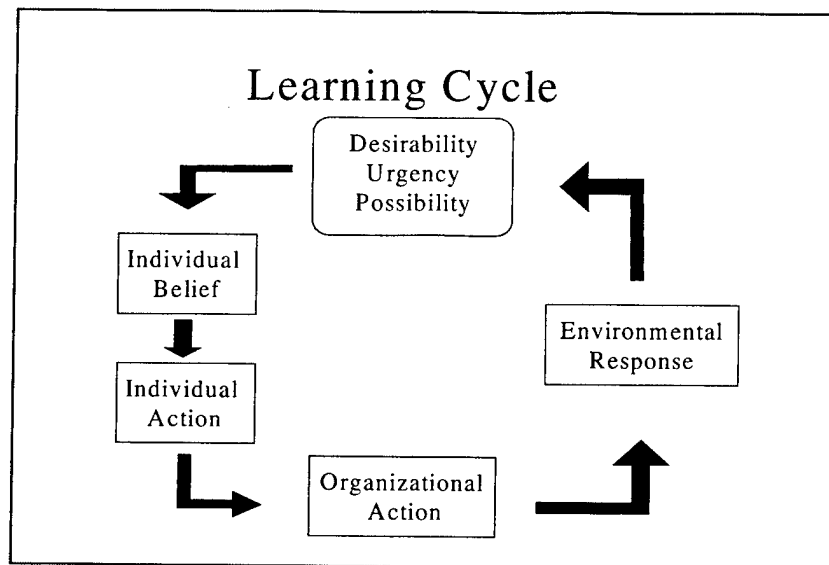 Learning Cycle
Desirability
Urgency
Possibility
Individual
Belief
Individual
Action
Organizational
Action
Environmental
Response